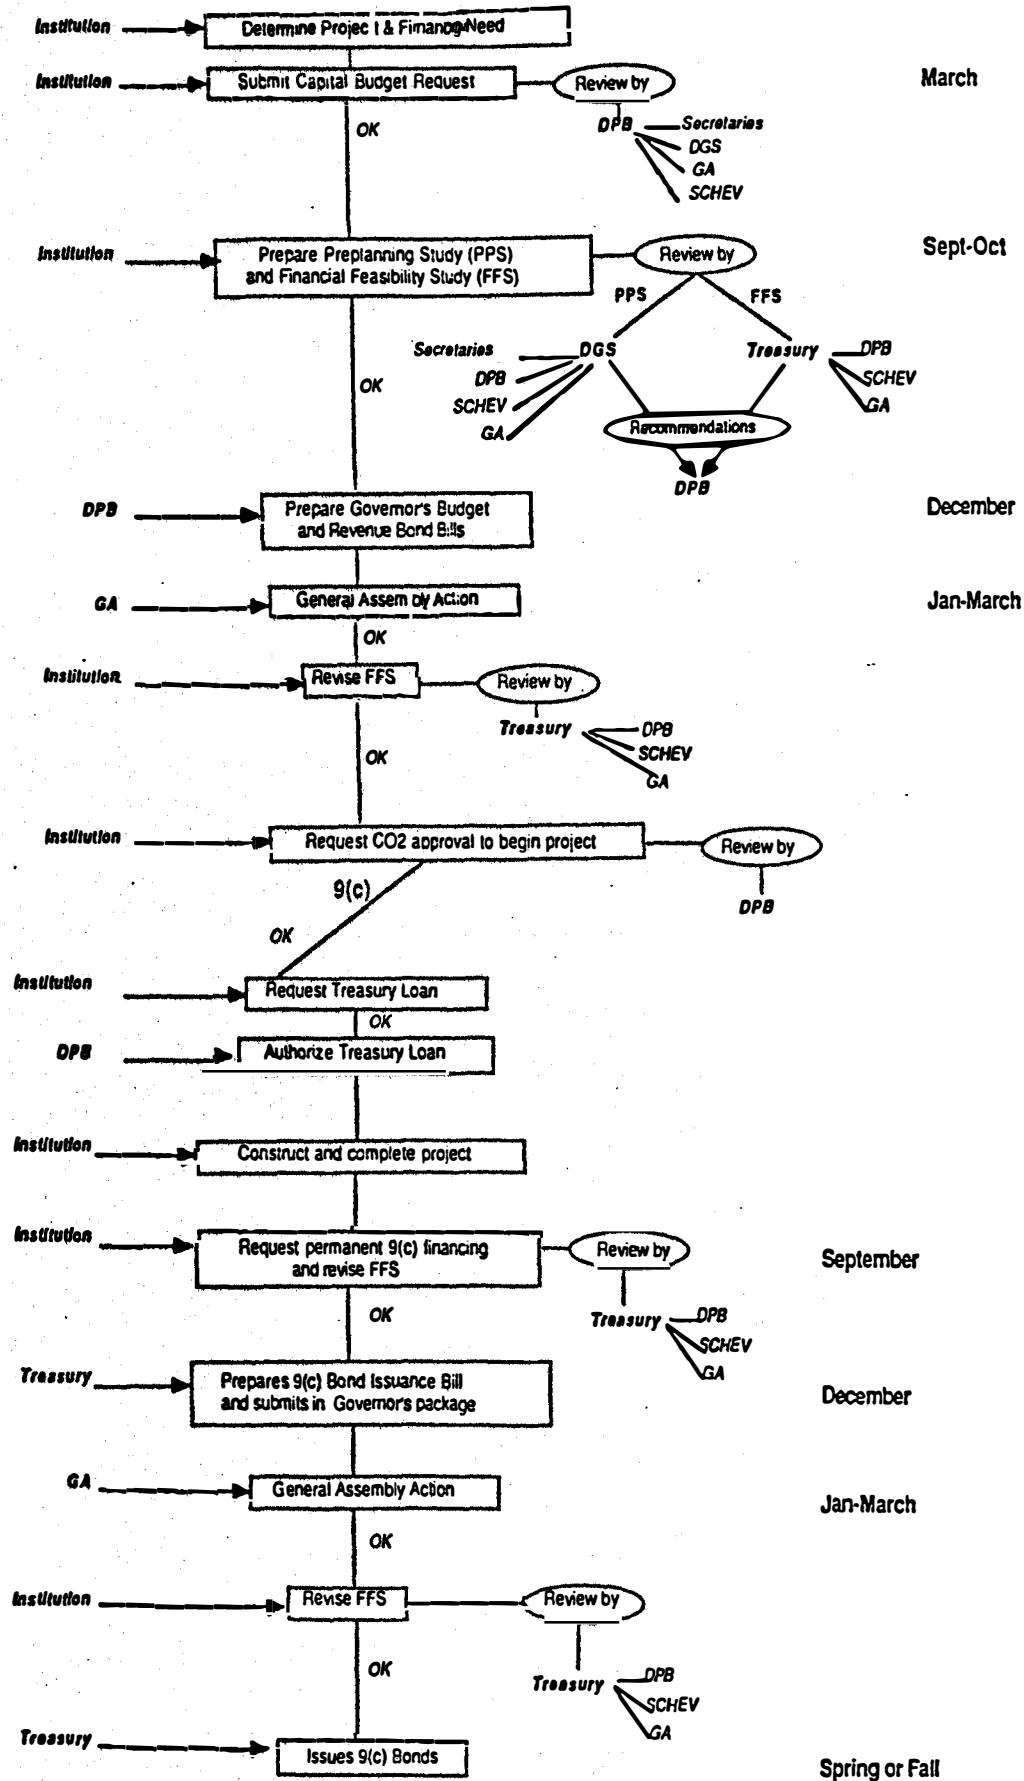 Institution
Determine Project & Financing Need
Institution
Submit Capital Budget Request
Review by
March
OK
DPB
Secretaries
DGS
GA
SCHEV
Institution
Prepare Preplanning Study (PPS)
and Financial Feasibility Study (FFS)
Review by
Sept-Oct
PPS
FFS
Secretaries
DGS
Treasury
DPB
OK
DPB
SCHEV
SCHEV
GA
GA
Recommendations
DPB
DPB
Prepare Governor's Budget
and Revenue Bond Bills
December
GA
General Assembly Action
Jan-March
OK
Institution
Revise FFS
Review by
Treasury
DPB
SCHEV
GA
OK
Institution
Request CO2 approval to begin project
Review by
DPB
9(c)
OK
Institution
Request Treasury Loan
OK
DPB
Authorize Treasury Loan
Institution
Construct and complete project
Institution
Request permanent 9(c) financing
and revise FFS
Review by
September
OK
Treasury
DPB
SCHEV
GA
Treasury
Prepares 9(c) Bond Issuance Bill
and submits in Governor's package
December
GA
General Assembly Action
Jan-March
OK
Institution
Revise FFS
Review by
OK
Treasury
DPB
SCHEV
GA
Treasury
Issues 9(c) Bonds
Spring or Fall